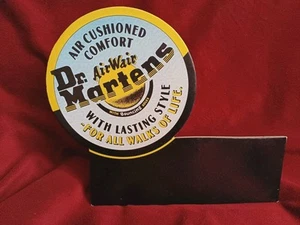 AIR CUSHIONED
COMFORT
Dr. AirWair
Martens
WITH LASTING STYLE
-FOR ALL WALKS OF LIFE.